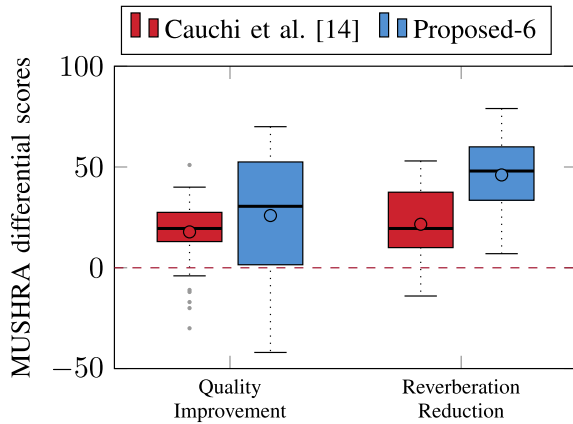 Cauchi et al. [14] Proposed-6
MUSHRA differential scores
100
50
0
−50
Quality
Improvement
Reverberation
Reduction